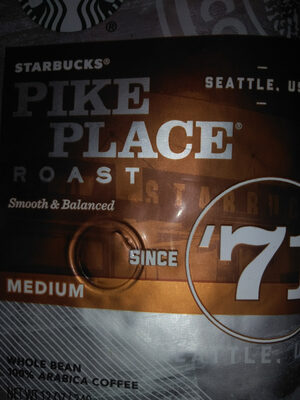 STARBUCKS®
SEATTLE, U
PIKE
PLACE®
ROAST
Smooth & Balanced
SINCE '71
MEDIUM
WHOLE BEAN
100% ARABICA COFFEE